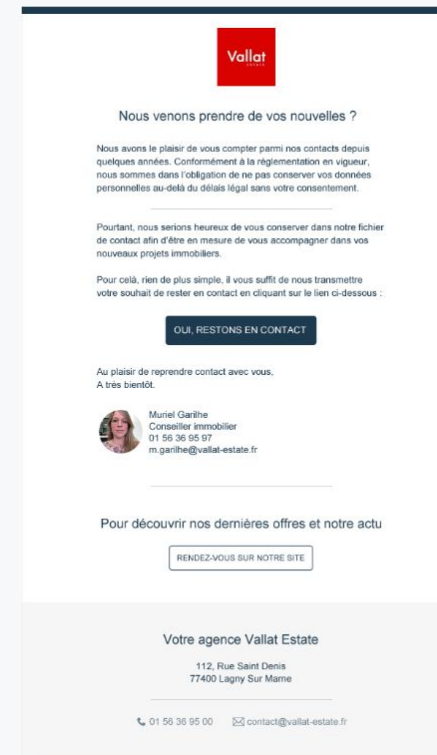 Vallat
ESTATE
Nous venons prendre de vos nouvelles ?
Nous avons le plaisir de vous compter parmi nos contacts depuis
quelques années. Conformément à la réglementation en vigueur,
nous sommes dans l'obligation de ne pas conserver vos données
personnelles au-delà du délais légal sans votre consentement.
Pourtant, nous serions heureux de vous conserver dans notre fichier
de contact afin d'être en mesure de vous accompagner dans vos
nouveaux projets immobiliers.
Pour celà, rien de plus simple, il vous suffit de nous transmettre
votre souhait de rester en contact en cliquant sur le lien ci-dessous :
OUI, RESTONS EN CONTACT
Au plaisir de reprendre contact avec vous,
A très bientôt.
Muriel Garilhe
Conseiller immobilier
01 56 36 95 97
m.garilhe@vallat-estate.fr
Pour découvrir nos dernières offres et notre actu
RENDEZ-VOUS SUR NOTRE SITE
Votre agence Vallat Estate
112, Rue Saint Denis
77400 Lagny Sur Marne
01 56 36 95 00 contact@vallat-estate.fr